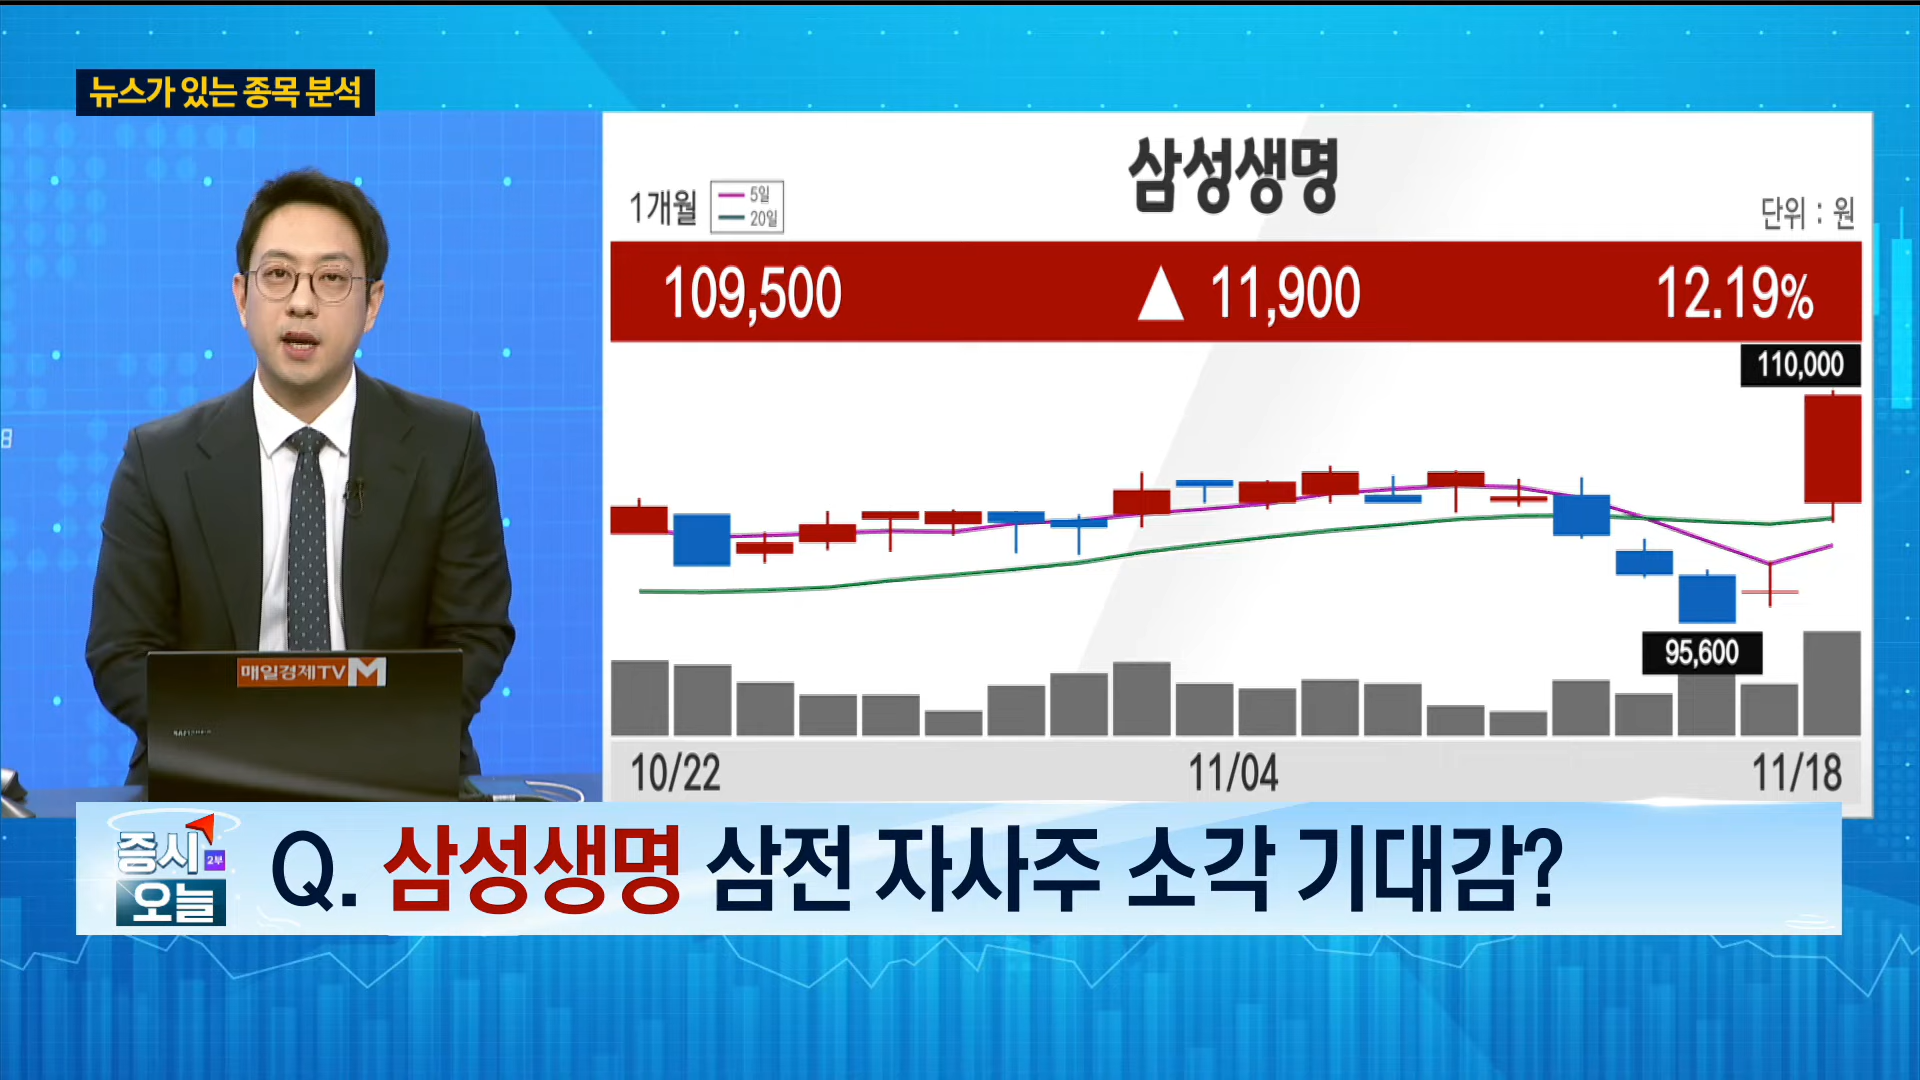 뉴스가 있는 종목 분석
삼성생명
1개월
5일
20일
단위 : 원
109,500 ▲ 11,900 12.19%
110,000
95,600
10/22 11/04 11/18
매일경제TV M
8
증시 2부
오늘
Q. 삼성생명 삼전 자사주 소각 기대감?